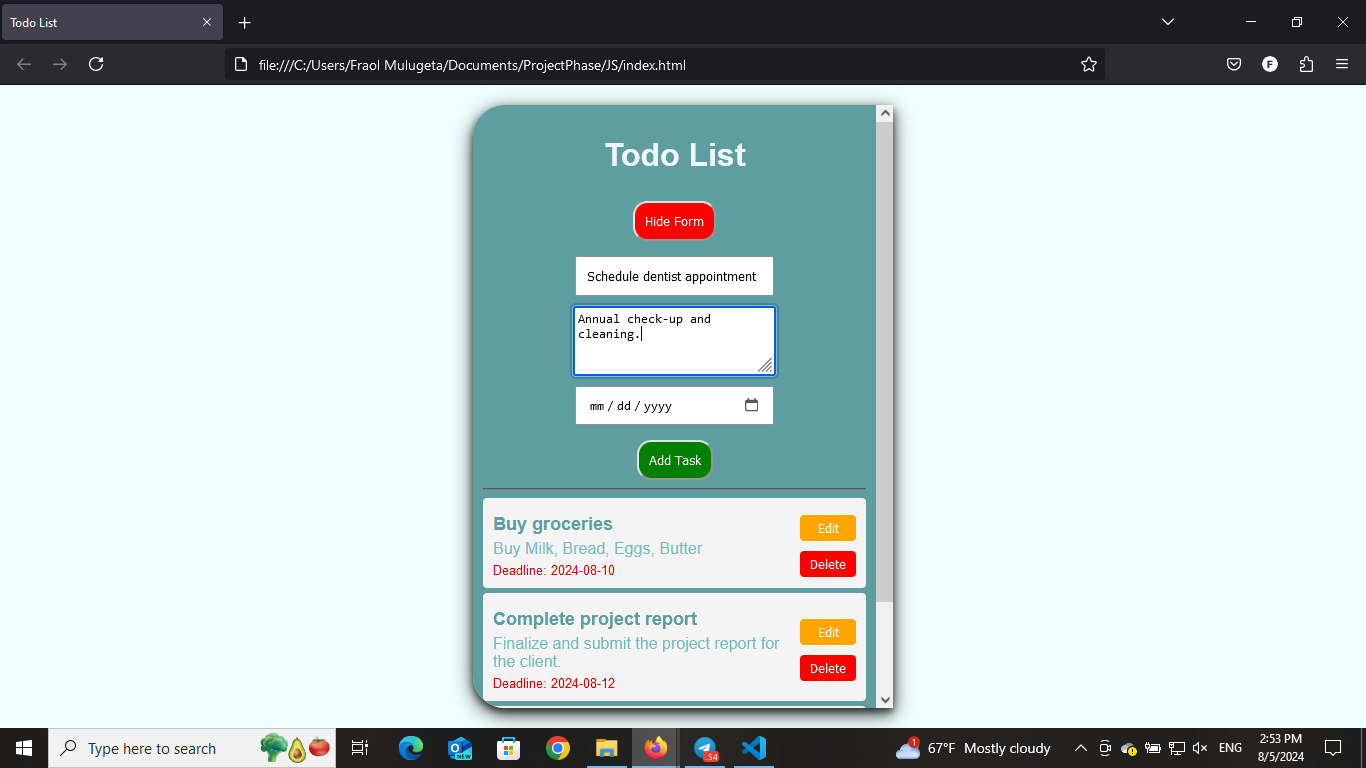 Todo List
file:///C:/Users/Fraol Mulugeta/Documents/ProjectPhase/JS/index.html
F
Todo List
Hide Form
Schedule dentist appointment
Annual check-up and
cleaning.
mm / dd / yyyy
Add Task
Buy groceries
Edit
Buy Milk, Bread, Eggs, Butter
Delete
Deadline: 2024-08-10
Complete project report
Edit
Finalize and submit the project report for
the client.
Delete
Deadline: 2024-08-12
Type here to search
NEW
.54
1
67°F Mostly cloudy
ENG
2:53 PM
8/5/2024